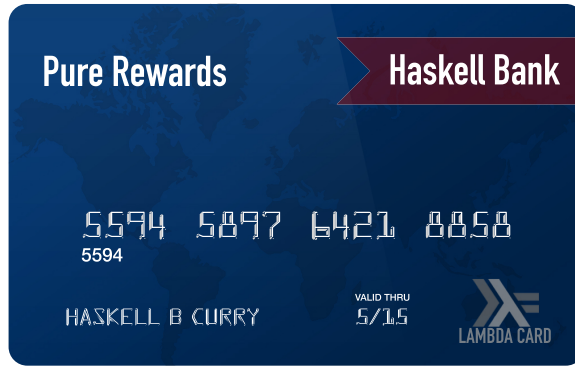 Pure Rewards
Haskell Bank
5594 5897 6421 8858
5594
VALID THRU
HASKELL B CURRY
5/15
LAMBDA CARD